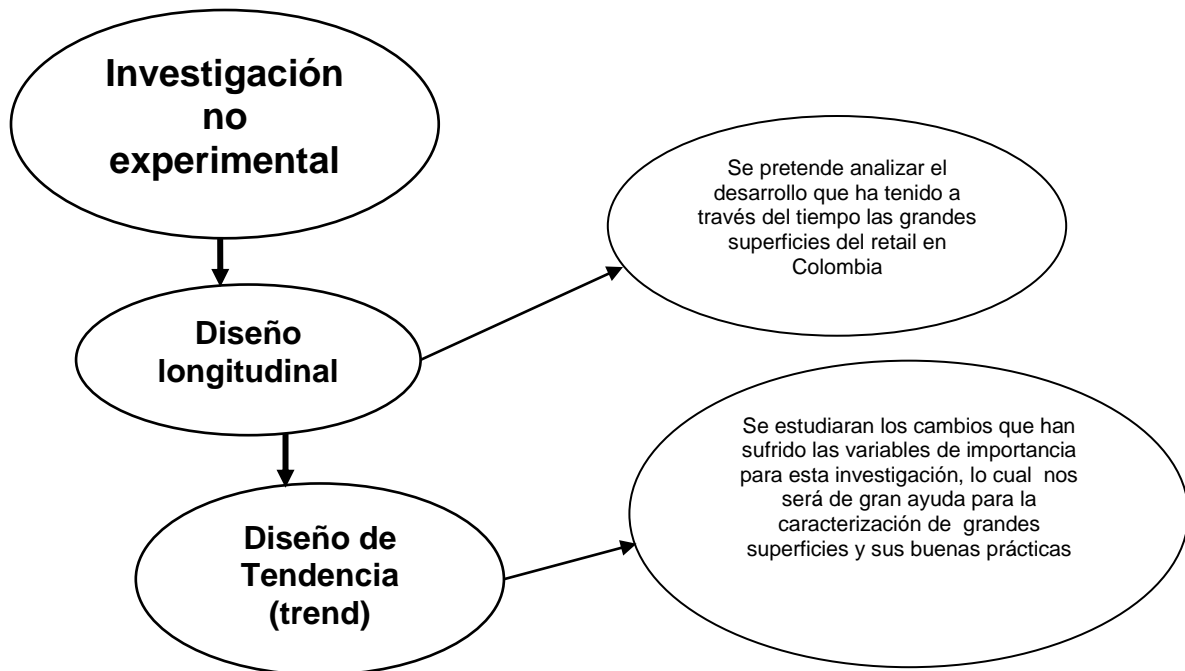 Investigación
no
experimental
Se pretende analizar el
desarrollo que ha tenido a
través del tiempo las grandes
superficies del retail en
Colombia
Diseño
longitudinal
Se estudiaran los cambios que han
sufrido las variables de importancia
para esta investigación, lo cual nos
será de gran ayuda para la
caracterización de grandes
superficies y sus buenas prácticas
Diseño de
Tendencia
(trend)